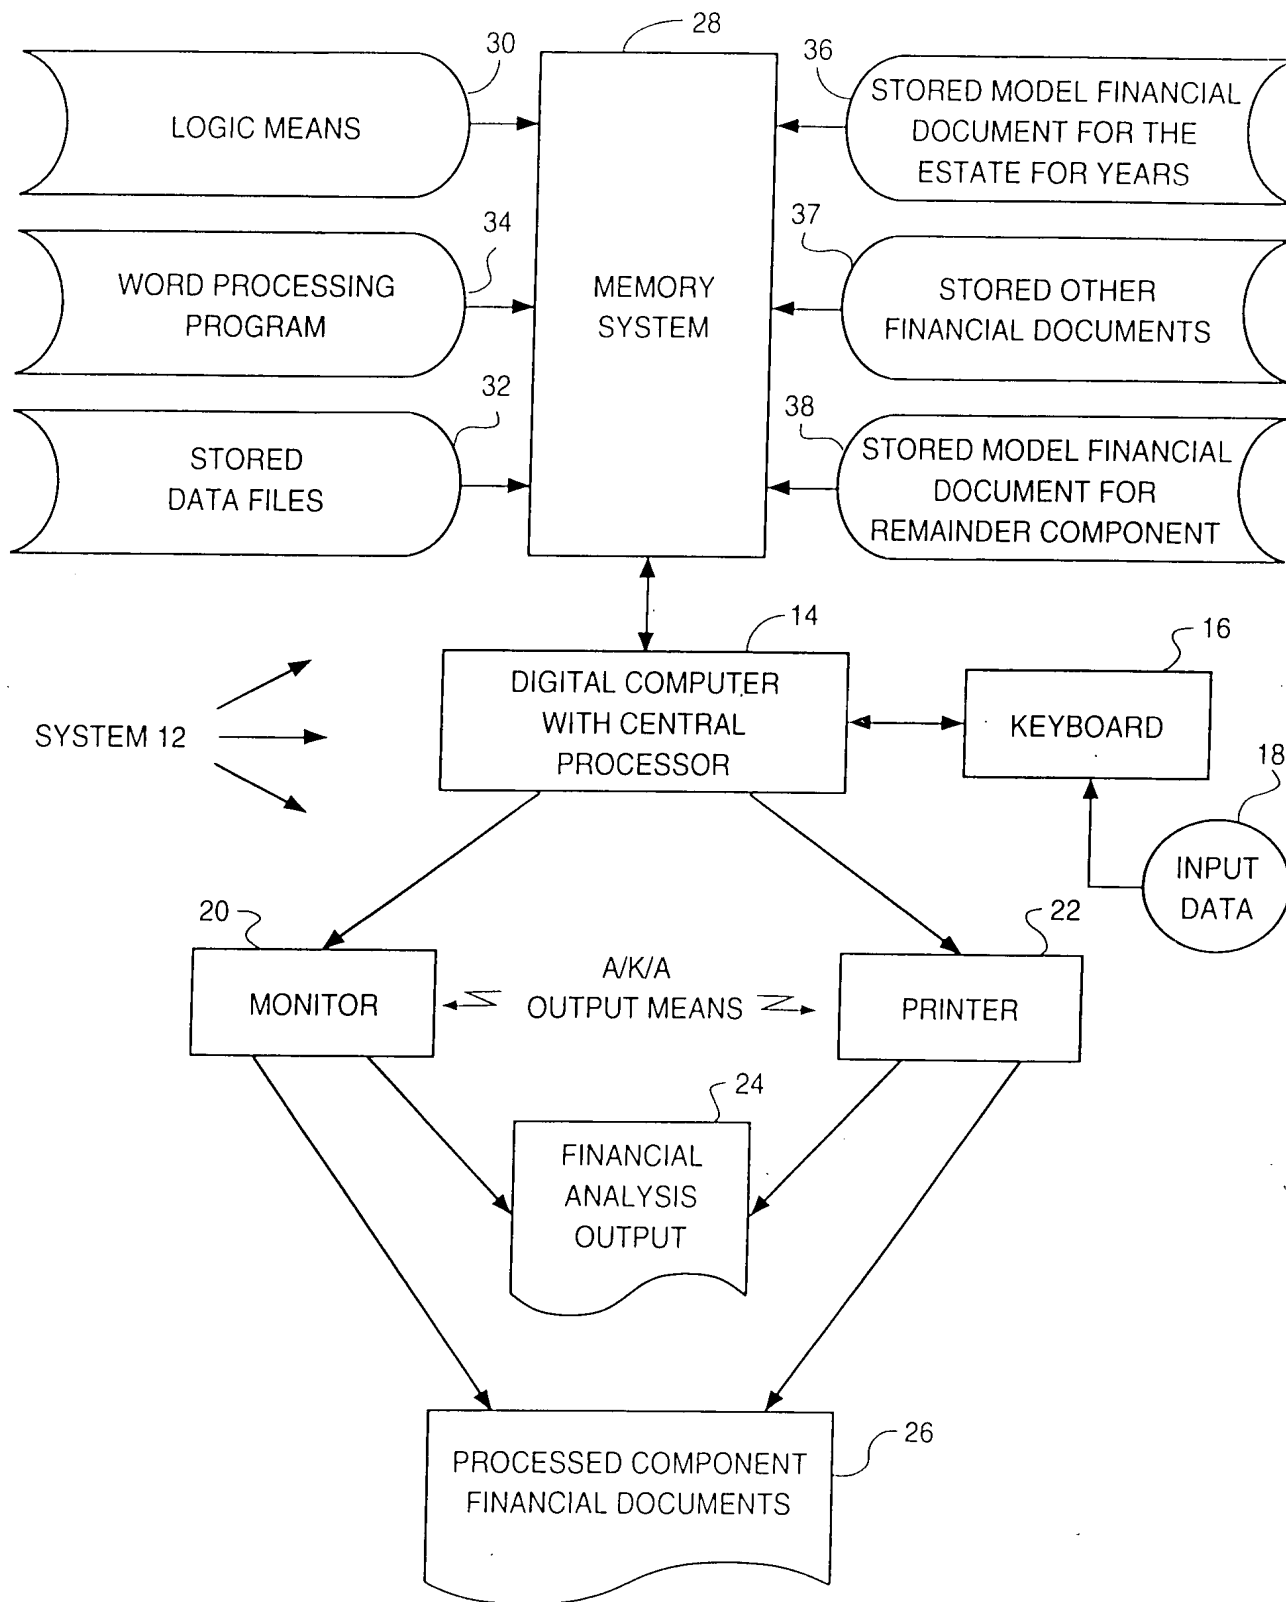 28
30
LOGIC MEANS
36
STORED MODEL FINANCIAL
DOCUMENT FOR THE
ESTATE FOR YEARS
34
WORD PROCESSING
PROGRAM
MEMORY
SYSTEM
37
STORED OTHER
FINANCIAL DOCUMENTS
32
STORED
DATA FILES
38
STORED MODEL FINANCIAL
DOCUMENT FOR
REMAINDER COMPONENT
14
DIGITAL COMPUTER
WITH CENTRAL
PROCESSOR
16
KEYBOARD
SYSTEM 12
18
INPUT
DATA
20
MONITOR
A/K/A
OUTPUT MEANS
22
PRINTER
24
FINANCIAL
ANALYSIS
OUTPUT
26
PROCESSED COMPONENT
FINANCIAL DOCUMENTS